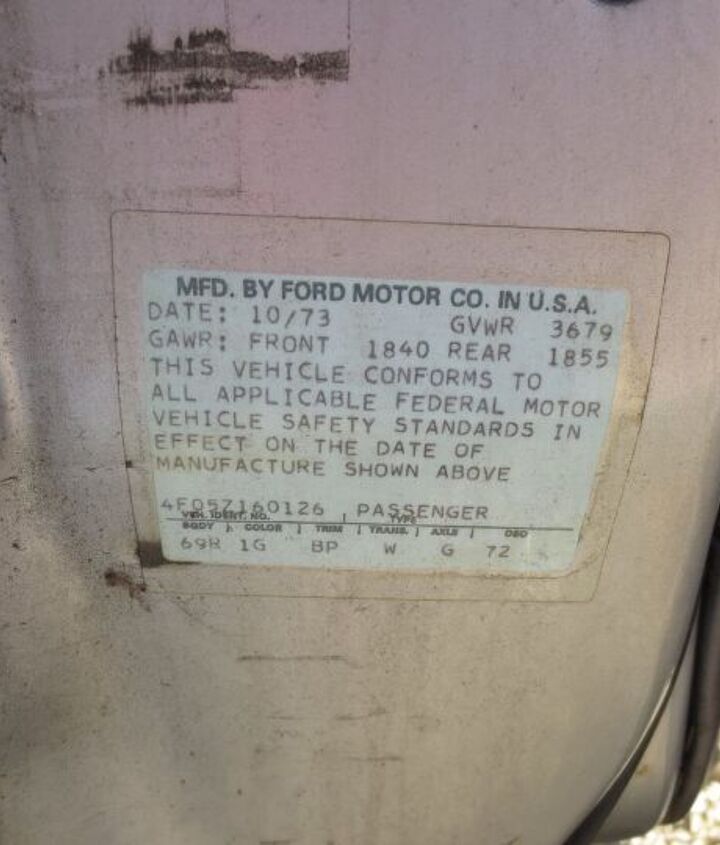 MFD. BY FORD MOTOR CO. IN U.S.A.
DATE: 10/73 GVWR 3679
GAWR: FRONT 1840 REAR 1855
THIS VEHICLE CONFORMS TO
ALL APPLICABLE FEDERAL MOTOR
VEHICLE SAFETY STANDARDS IN
EFFECT ON THE DATE OF
MANUFACTURE SHOWN ABOVE
4F05Z160126 PASSENGER
VEH. IDENT. NO. | TYPE
BODY | COLOR | TRIM | TRANS. | AXLE | DSO
69R 1G BP W G 72